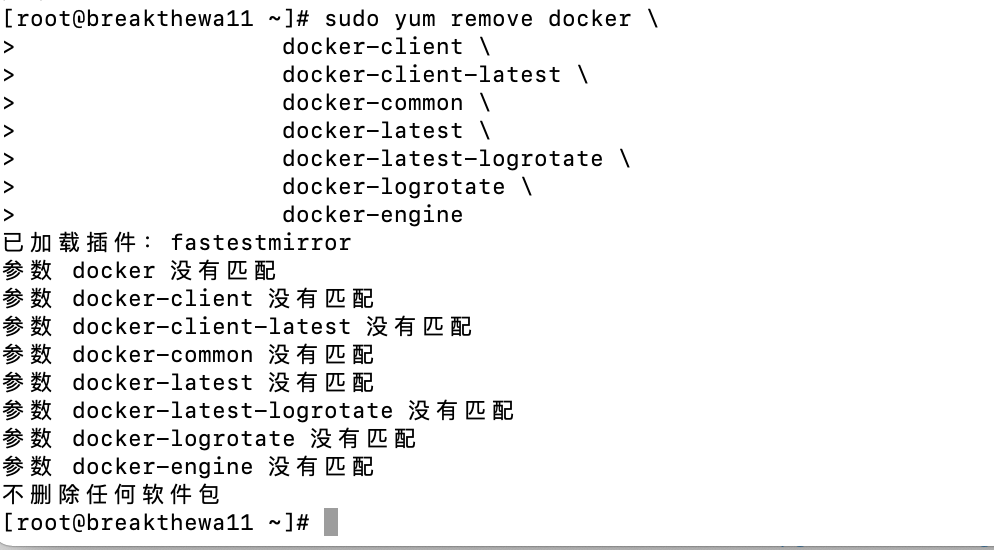 [root@breakthewa11 ~]# sudo yum remove docker \
>                   docker-client \
>                   docker-client-latest \
>                   docker-common \
>                   docker-latest \
>                   docker-latest-logrotate \
>                   docker-logrotate \
>                   docker-engine
已加载插件：fastestmirror
参数 docker 没有匹配
参数 docker-client 没有匹配
参数 docker-client-latest 没有匹配
参数 docker-common 没有匹配
参数 docker-latest 没有匹配
参数 docker-latest-logrotate 没有匹配
参数 docker-logrotate 没有匹配
参数 docker-engine 没有匹配
不删除任何软件包
[root@breakthewa11 ~]#